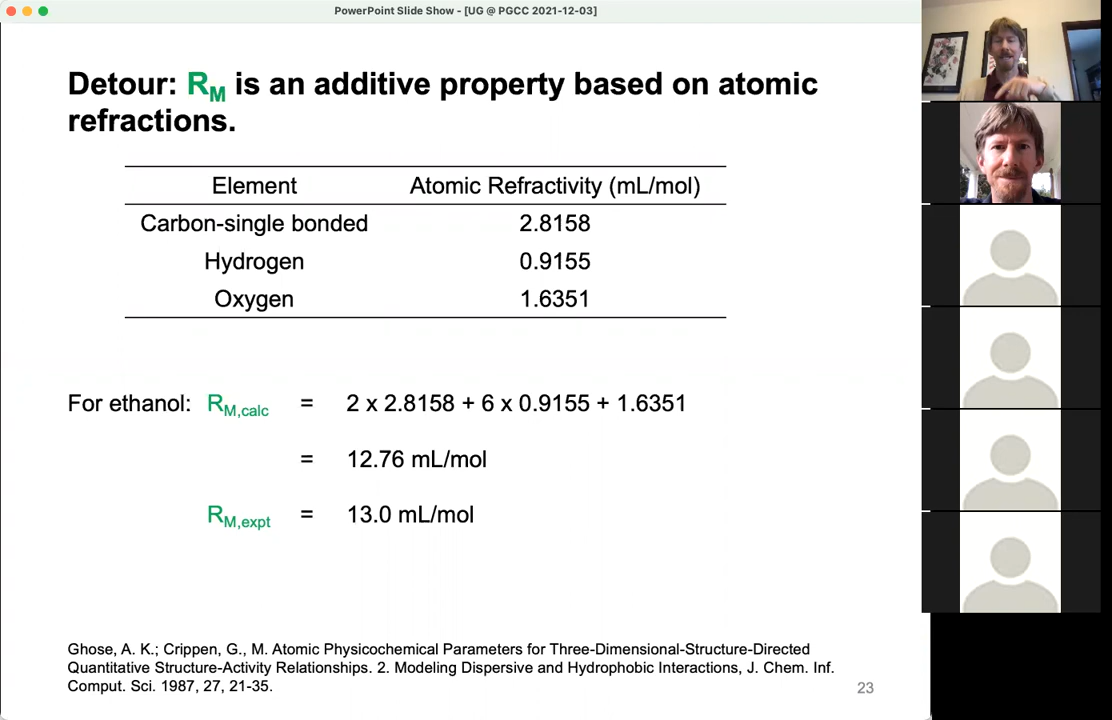 PowerPoint Slide Show - [UG @ PGCC 2021-12-03]
Detour: RM is an additive property based on atomic
refractions.
Element Atomic Refractivity (mL/mol)
Carbon-single bonded 2.8158
Hydrogen 0.9155
Oxygen 1.6351
For ethanol: RM,calc = 2 x 2.8158 + 6 x 0.9155 + 1.6351
= 12.76 mL/mol
RM,expt = 13.0 mL/mol
Ghose, A. K.; Crippen, G., M. Atomic Physicochemical Parameters for Three-Dimensional-Structure-Directed
Quantitative Structure-Activity Relationships. 2. Modeling Dispersive and Hydrophobic Interactions, J. Chem. Inf.
Comput. Sci. 1987, 27, 21-35.
23